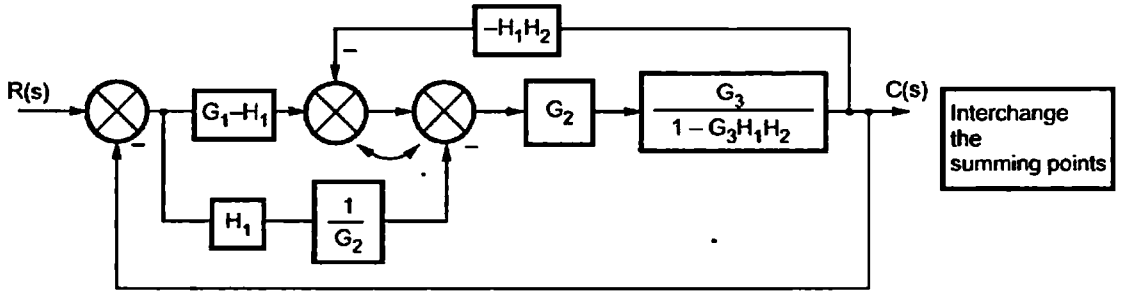 –H₁H₂
–
R(s)
G₁–H₁
G₂
G₃
1 – G₃H₁H₂
C(s)
–
–
H₁
1
G₂
Interchange
the
summing points